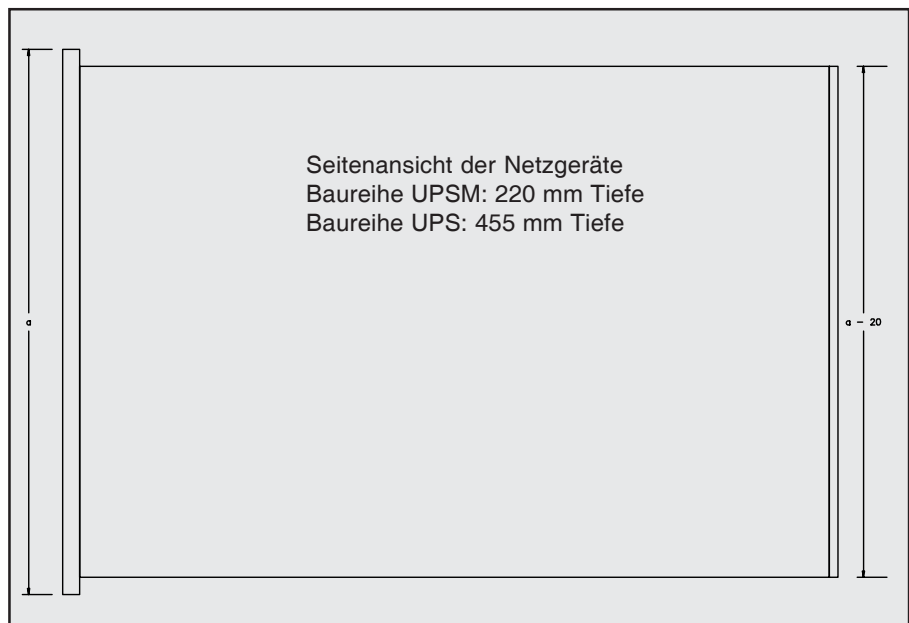 Seitenansicht der Netzgeräte
Baureihe UPSM: 220 mm Tiefe
Baureihe UPS: 455 mm Tiefe
a
a - 20